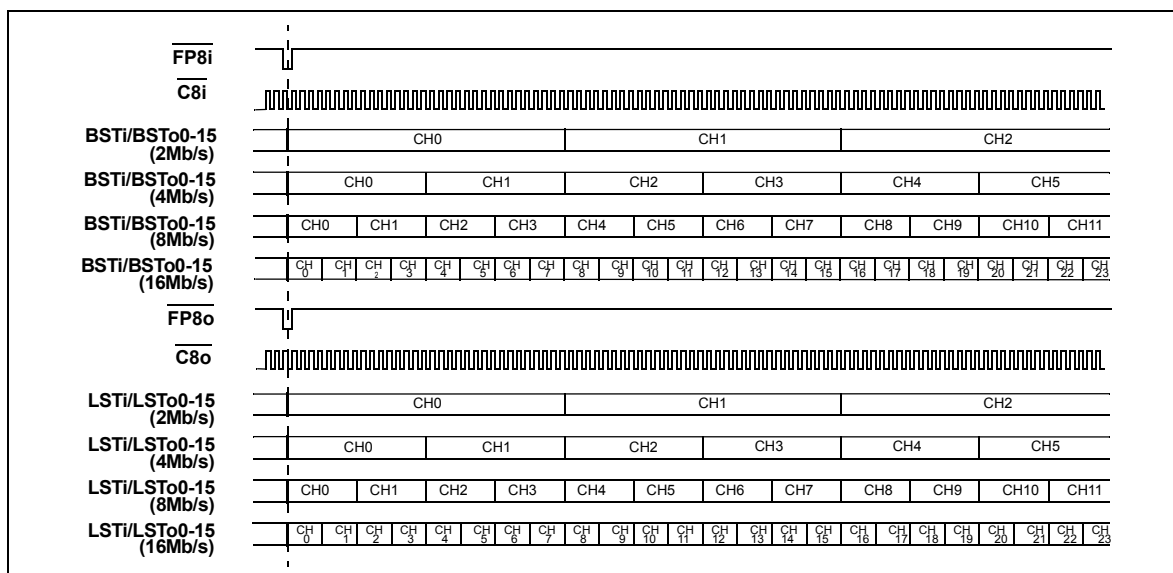 FP8i
C8i
BSTi/BSTo0-15
(2Mb/s)
CH0 CH1 CH2
BSTi/BSTo0-15
(4Mb/s)
CH0 CH1 CH2 CH3 CH4 CH5
BSTi/BSTo0-15
(8Mb/s)
CH0 CH1 CH2 CH3 CH4 CH5 CH6 CH7 CH8 CH9 CH10 CH11
BSTi/BSTo0-15
(16Mb/s)
CH CH CH CH CH CH CH CH CH CH CH CH CH CH CH CH CH CH CH CH CH CH CH CH
0 1 2 3 4 5 6 7 8 9 10 11 12 13 14 15 16 17 18 19 20 21 22 23
FP8o
C8o
LSTi/LSTo0-15
(2Mb/s)
CH0 CH1 CH2
LSTi/LSTo0-15
(4Mb/s)
CH0 CH1 CH2 CH3 CH4 CH5
LSTi/LSTo0-15
(8Mb/s)
CH0 CH1 CH2 CH3 CH4 CH5 CH6 CH7 CH8 CH9 CH10 CH11
LSTi/LSTo0-15
(16Mb/s)
CH CH CH CH CH CH CH CH CH CH CH CH CH CH CH CH CH CH CH CH CH CH CH CH
0 1 2 3 4 5 6 7 8 9 10 11 12 13 14 15 16 17 18 19 20 21 22 23